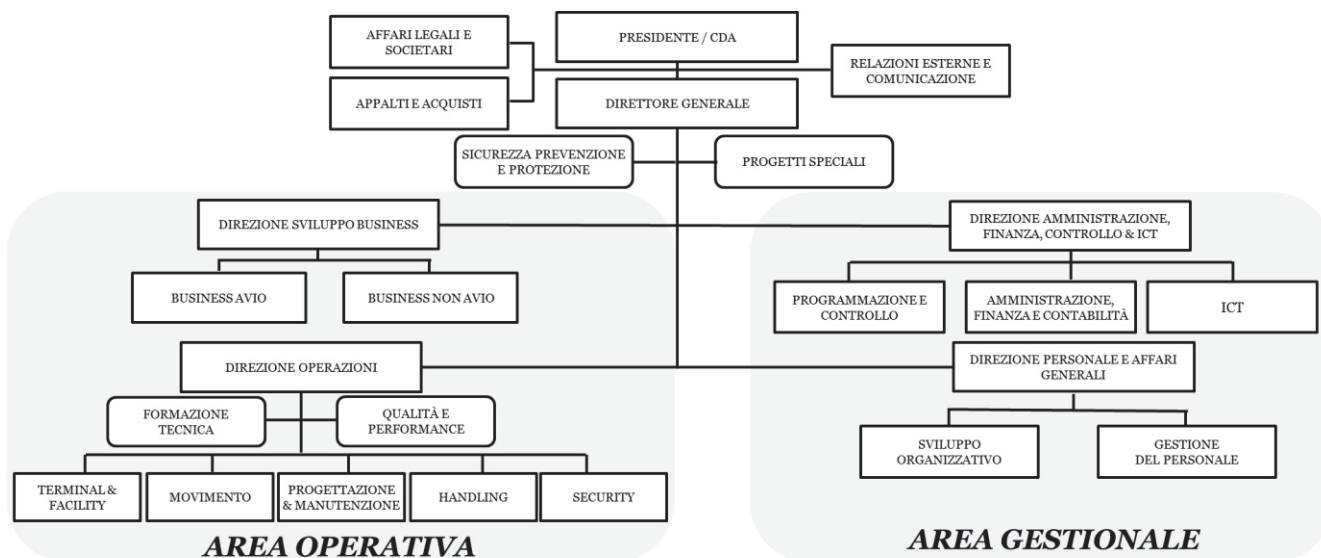 AFFARI LEGALI E
SOCIETARI
PRESIDENTE / CDA
RELAZIONI ESTERNE E
COMUNICAZIONE
APPALTI E ACQUISTI
DIRETTORE GENERALE
SICUREZZA PREVENZIONE
E PROTEZIONE
PROGETTI SPECIALI
DIREZIONE SVILUPPO BUSINESS
BUSINESS AVIO
BUSINESS NON AVIO
DIREZIONE OPERAZIONI
FORMAZIONE
TECNICA
QUALITÀ E
PERFORMANCE
TERMINAL &
FACILITY
MOVIMENTO
PROGETTAZIONE
& MANUTENZIONE
HANDLING
SECURITY
AREA OPERATIVA
DIREZIONE AMMINISTRAZIONE,
FINANZA, CONTROLLO & ICT
PROGRAMMAZIONE E
CONTROLLO
AMMINISTRAZIONE,
FINANZA E CONTABILITÀ
ICT
DIREZIONE PERSONALE E AFFARI
GENERALI
SVILUPPO
ORGANIZZATIVO
GESTIONE
DEL PERSONALE
AREA GESTIONALE